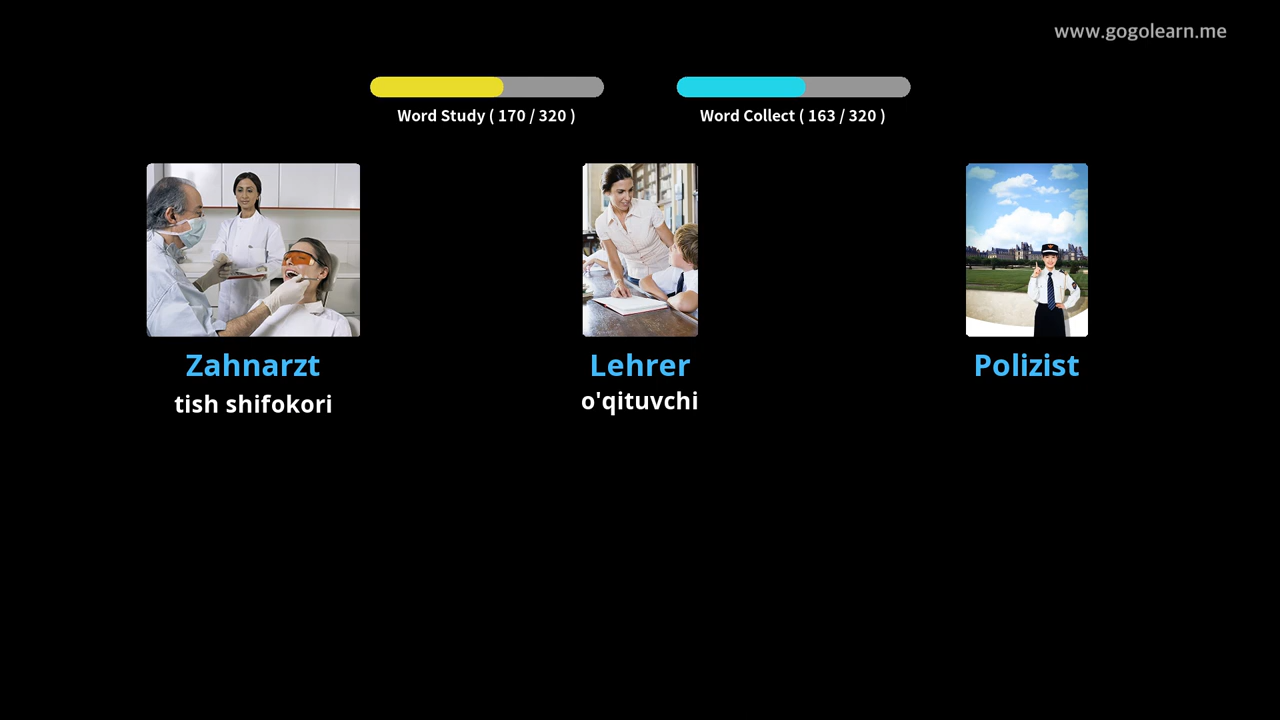 www.gogolearn.me
Word Study ( 170 / 320 )
Word Collect ( 163 / 320 )
Zahnarzt
Lehrer
Polizist
tish shifokori
o'qituvchi